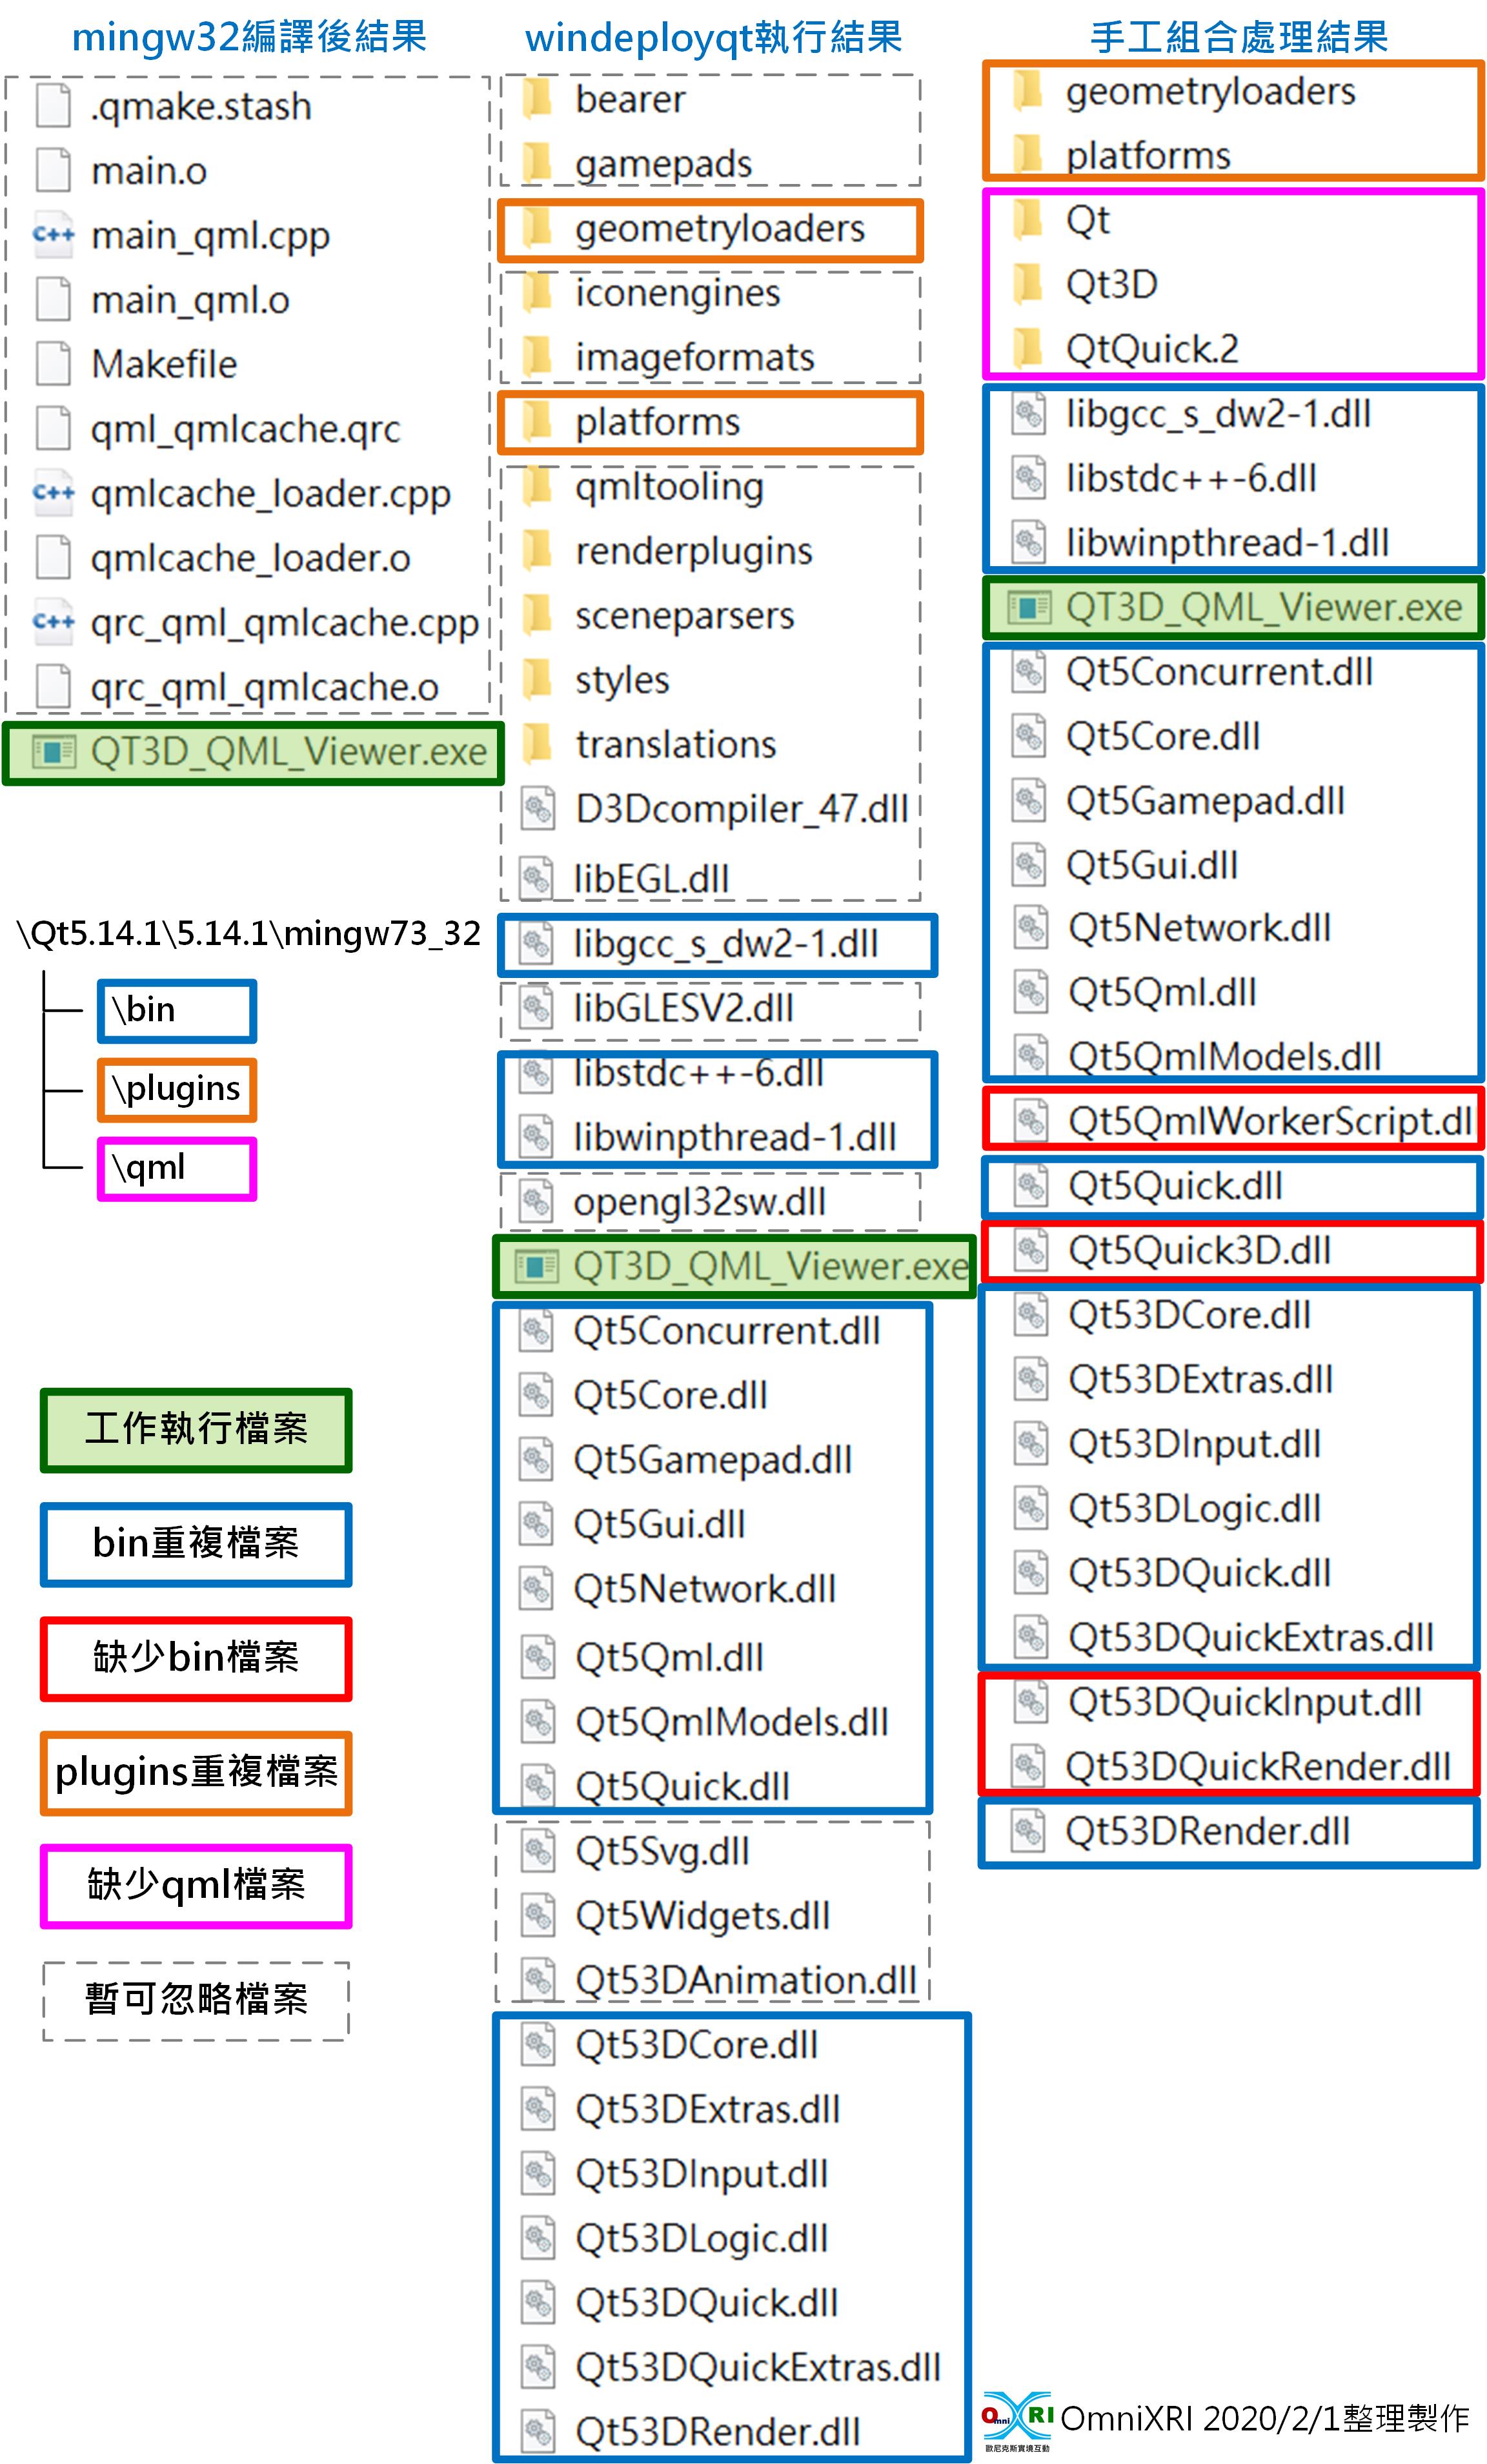 mingw32編譯後結果
.qmake.stash
main.o
main_qml.cpp
main_qml.o
Makefile
qml_qmlcache.qrc
qmlcache_loader.cpp
qmlcache_loader.o
qrc_qml_qmlcache.cpp
qrc_qml_qmlcache.o
QT3D_QML_Viewer.exe
\Qt5.14.1\5.14.1\mingw73_32
\bin
\plugins
\qml
工作執行檔案
bin重複檔案
缺少bin檔案
plugins重複檔案
缺少qml檔案
暫可忽略檔案
windeployqt執行結果
bearer
gamepads
geometryloaders
iconengines
imageformats
platforms
qmltooling
renderplugins
sceneparsers
styles
translations
D3Dcompiler_47.dll
libEGL.dll
libgcc_s_dw2-1.dll
libGLESV2.dll
libstdc++-6.dll
libwinpthread-1.dll
opengl32sw.dll
QT3D_QML_Viewer.exe
Qt5Concurrent.dll
Qt5Core.dll
Qt5Gamepad.dll
Qt5Gui.dll
Qt5Network.dll
Qt5Qml.dll
Qt5QmlModels.dll
Qt5Quick.dll
Qt5Svg.dll
Qt5Widgets.dll
Qt53DAnimation.dll
Qt53DCore.dll
Qt53DExtras.dll
Qt53DInput.dll
Qt53DLogic.dll
Qt53DQuick.dll
Qt53DQuickExtras.dll
Qt53DRender.dll
手工組合處理結果
geometryloaders
platforms
Qt
Qt3D
QtQuick.2
libgcc_s_dw2-1.dll
libstdc++-6.dll
libwinpthread-1.dll
QT3D_QML_Viewer.exe
Qt5Concurrent.dll
Qt5Core.dll
Qt5Gamepad.dll
Qt5Gui.dll
Qt5Network.dll
Qt5Qml.dll
Qt5QmlModels.dll
Qt5QmlWorkerScript.dll
Qt5Quick.dll
Qt5Quick3D.dll
Qt53DCore.dll
Qt53DExtras.dll
Qt53DInput.dll
Qt53DLogic.dll
Qt53DQuick.dll
Qt53DQuickExtras.dll
Qt53DQuickInput.dll
Qt53DQuickRender.dll
Qt53DRender.dll
Omni XRI
歐尼克斯實境互動
OmniXRI 2020/2/1整理製作